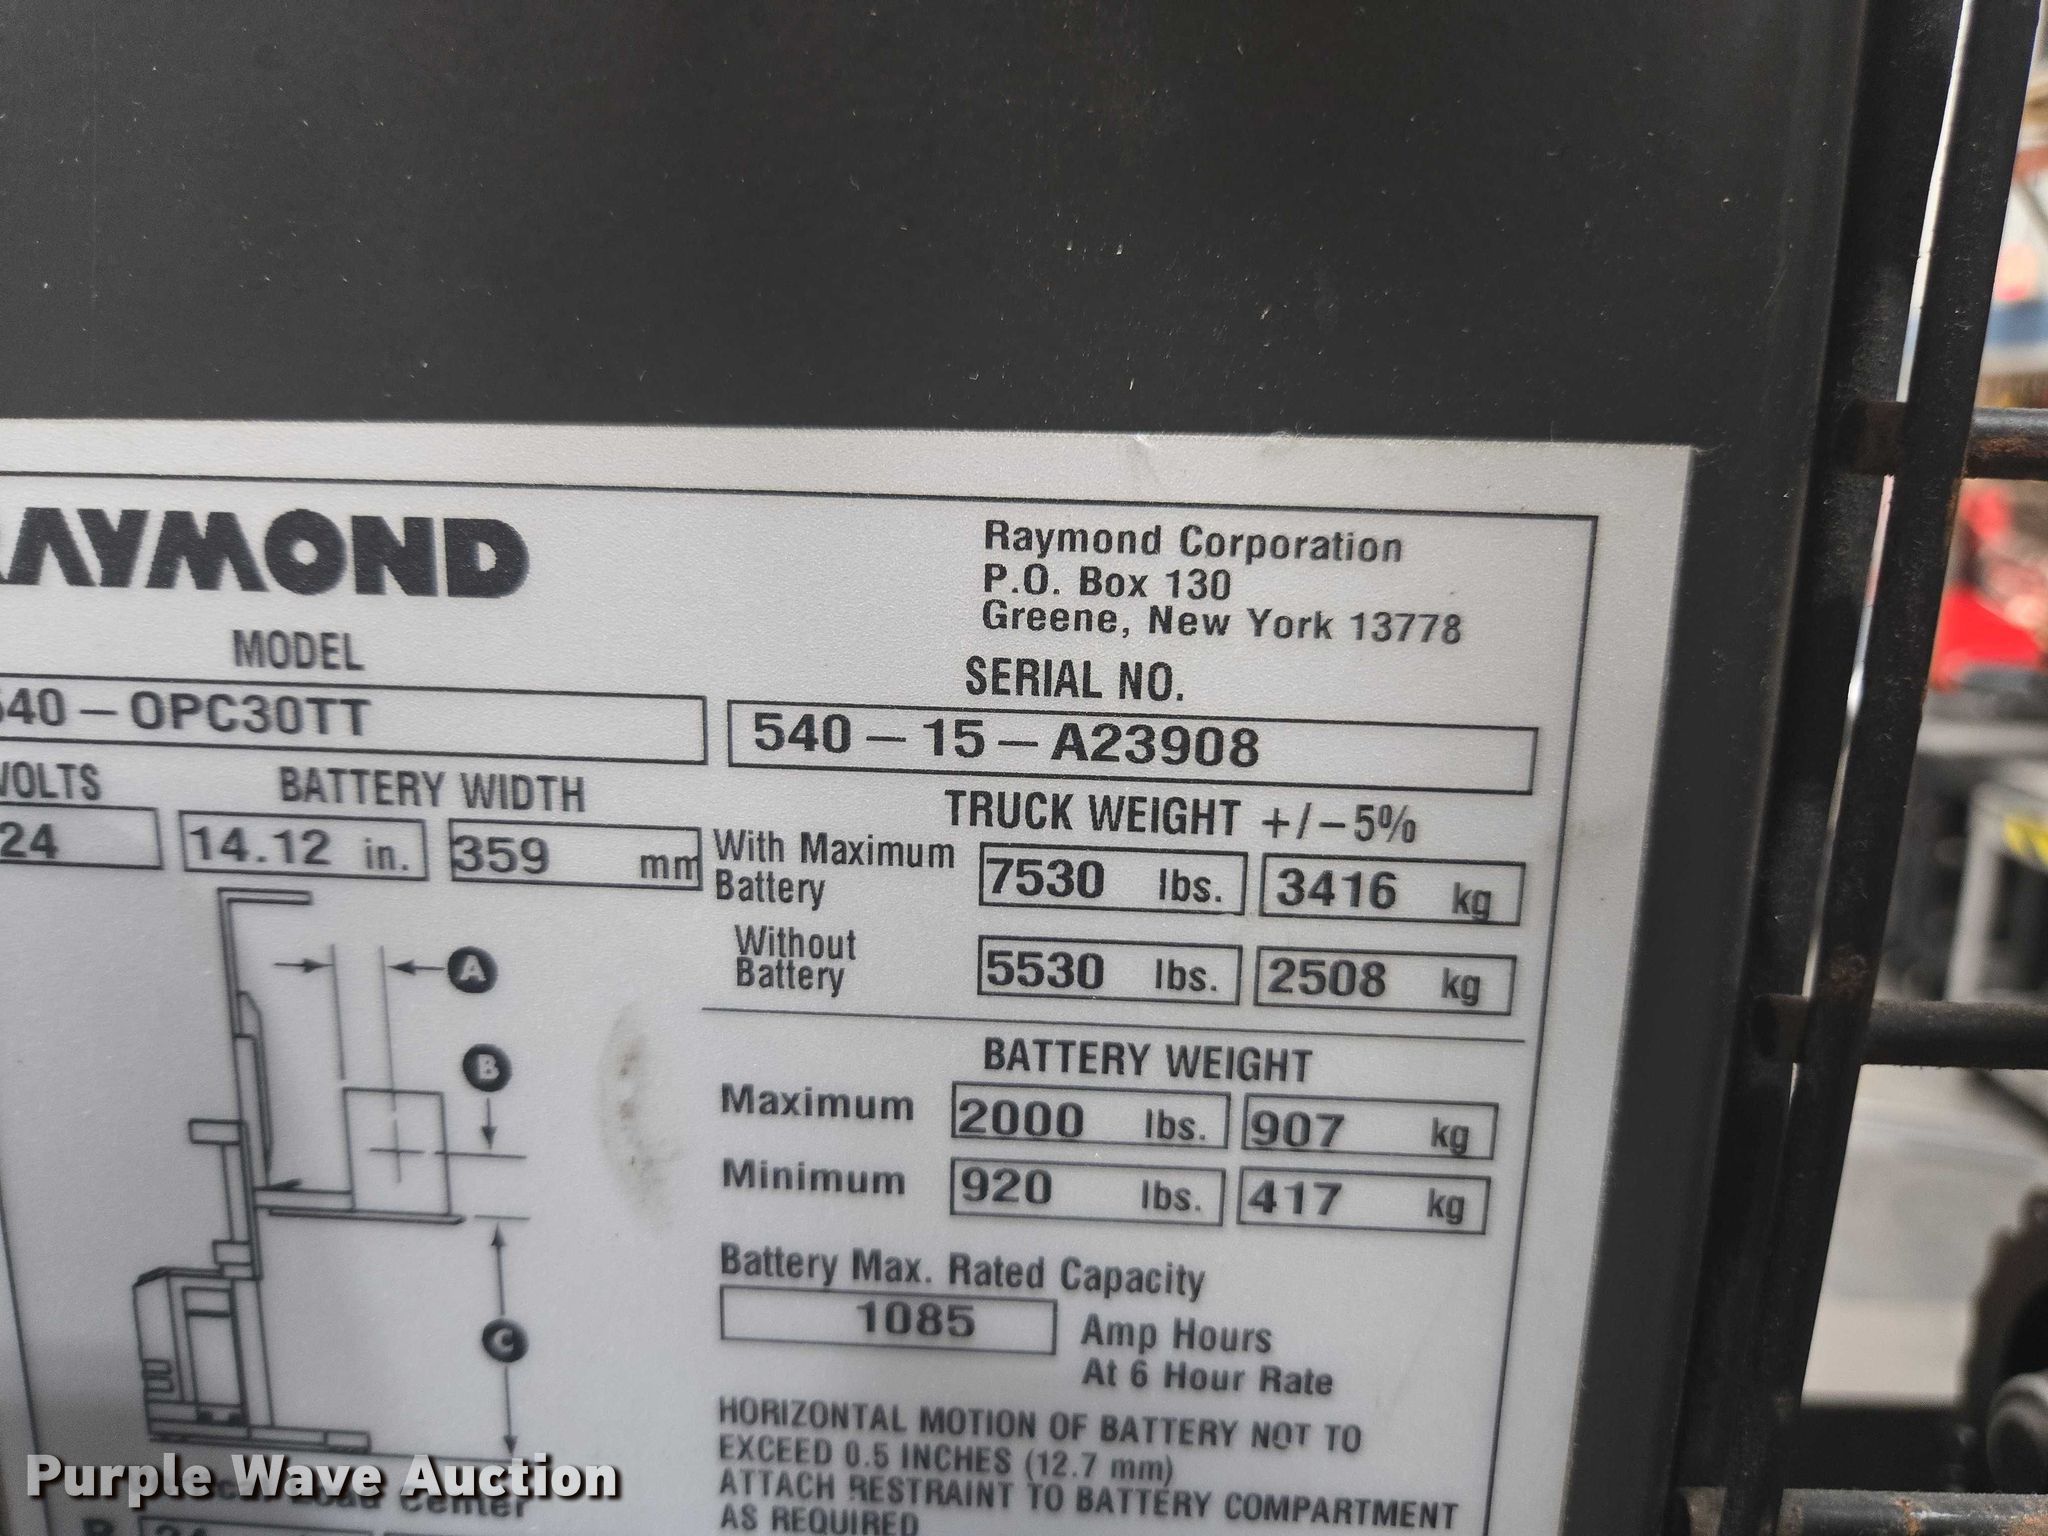 RAYMOND
Raymond Corporation
P.O. Box 130
Greene, New York 13778
MODEL
SERIAL NO.
540-OPC30TT
540-15-A23908
VOLTS
BATTERY WIDTH
24
14.12 in.
359 mm
TRUCK WEIGHT +/-5%
With Maximum Battery 7530 lbs. 3416 kg
Without Battery 5530 lbs. 2508 kg
A
B
C
BATTERY WEIGHT
Maximum 2000 lbs. 907 kg
Minimum 920 lbs. 417 kg
Battery Max. Rated Capacity
1085 Amp Hours
At 6 Hour Rate
HORIZONTAL MOTION OF BATTERY NOT TO
EXCEED 0.5 INCHES (12.7 mm)
ATTACH RESTRAINT TO BATTERY COMPARTMENT
AS REQUIRED
Load Center
B 24
Purple Wave Auction